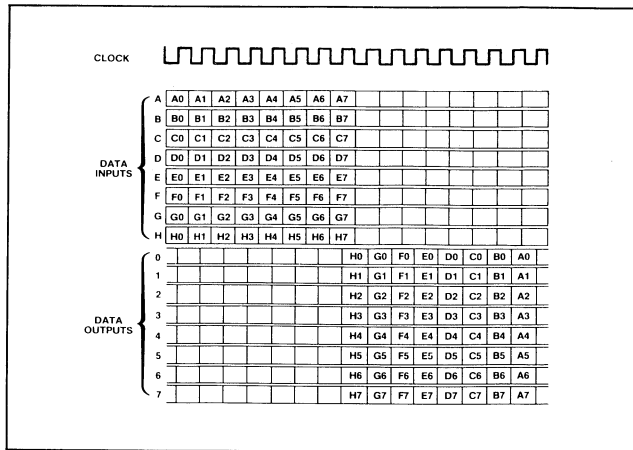 CLOCK
A A0 A1 A2 A3 A4 A5 A6 A7
B B0 B1 B2 B3 B4 B5 B6 B7
C C0 C1 C2 C3 C4 C5 C6 C7
DATA INPUTS
D D0 D1 D2 D3 D4 D5 D6 D7
E E0 E1 E2 E3 E4 E5 E6 E7
F F0 F1 F2 F3 F4 F5 F6 F7
G G0 G1 G2 G3 G4 G5 G6 G7
H H0 H1 H2 H3 H4 H5 H6 H7
0 H0 G0 F0 E0 D0 C0 B0 A0
1 H1 G1 F1 E1 D1 C1 B1 A1
2 H2 G2 F2 E2 D2 C2 B2 A2
3 H3 G3 F3 E3 D3 C3 B3 A3
DATA OUTPUTS
4 H4 G4 F4 E4 D4 C4 B4 A4
5 H5 G5 F5 E5 D5 C5 B5 A5
6 H6 G6 F6 E6 D6 C6 B6 A6
7 H7 G7 F7 E7 D7 C7 B7 A7